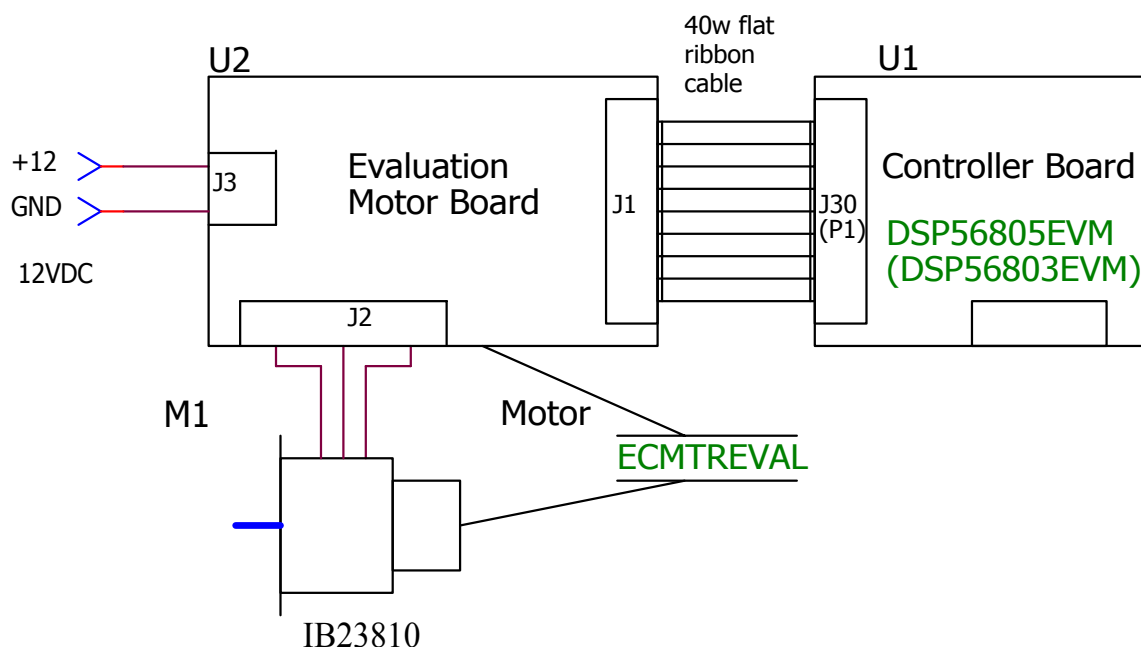 40w flat
ribbon
cable
U2
U1
+12
GND
12VDC
J3
Evaluation
Motor Board
J1
J30
(P1)
Controller Board
DSP56805EVM
(DSP56803EVM)
J2
M1
Motor
ECMTREVAL
IB23810